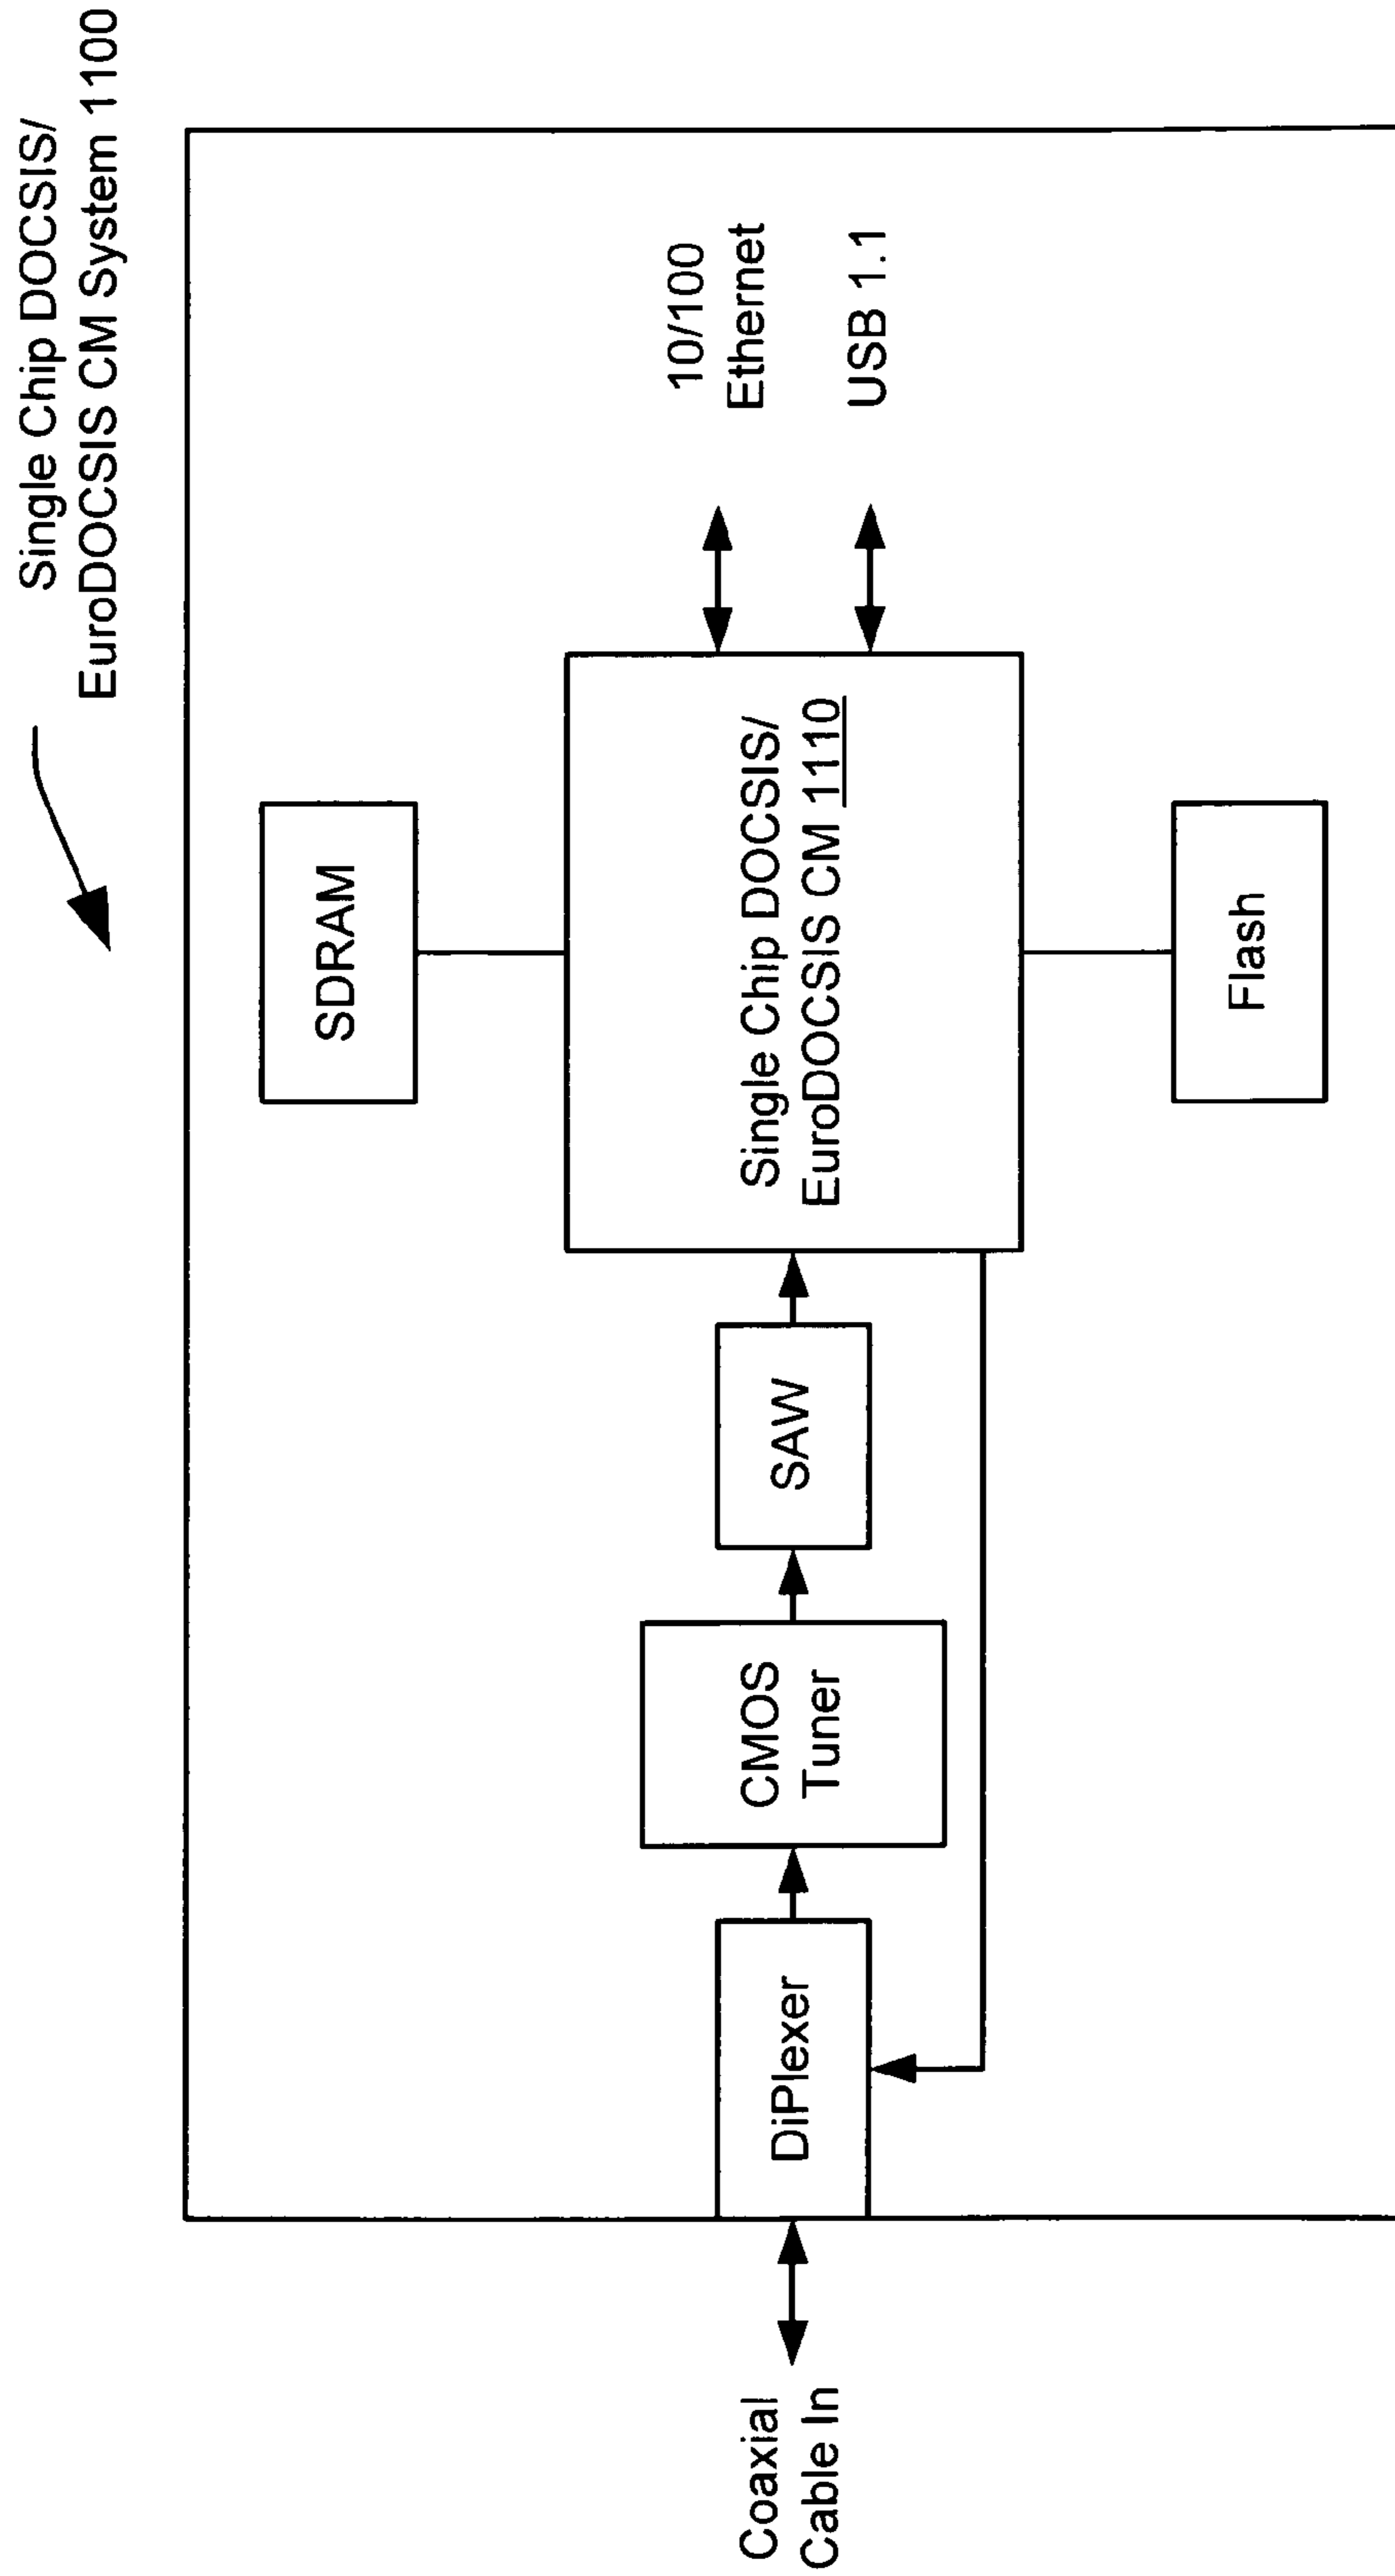 Single Chip DOCSIS/
EuroDOCSIS CM System 1100
SDRAM
Coaxial
Cable In
DiPlexer
CMOS
Tuner
SAW
Single Chip DOCSIS/
EuroDOCSIS CM 1110
10/100
Ethernet
USB 1.1
Flash